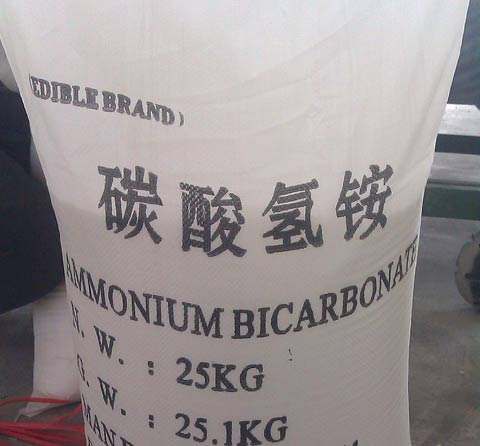 (EDIBLE BRAND)
碳酸氢铵
AMMONIUM BICARBONATE
N. W. : 25KG
G. W. : 25.1KG